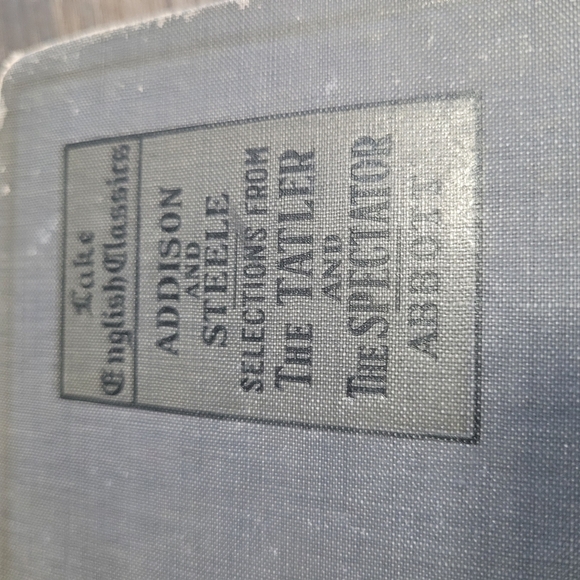 Lake
English Classics
ADDISON
AND
STEELE
SELECTIONS FROM
THE TATLER
AND
THE SPECTATOR
ABBOTT